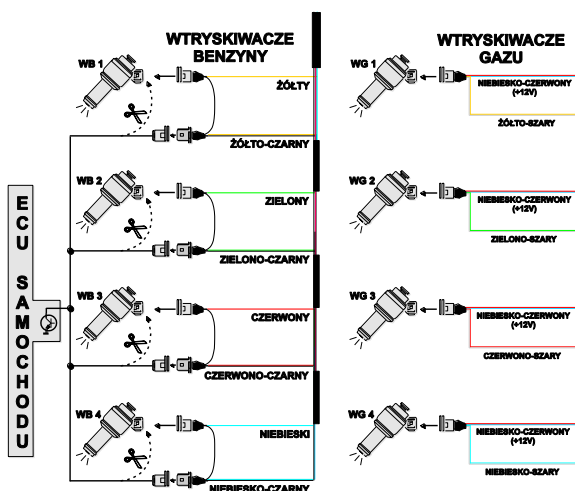 WTRYSKIWACZE
BENZYNY
WTRYSKIWACZE
GAZU
WB 1
ŻÓŁTY
ŻÓŁTO-CZARNY
WG 1
NIEBIESKO-CZERWONY
(+12V)
ŻÓŁTO-SZARY
WB 2
ZIELONY
ZIELONO-CZARNY
WG 2
NIEBIESKO-CZERWONY
(+12V)
ZIELONO-SZARY
ECU SAMOCHODU
WB 3
CZERWONY
CZERWONO-CZARNY
WG 3
NIEBIESKO-CZERWONY
(+12V)
CZERWONO-SZARY
WB 4
NIEBIESKI
NIEBIESKO-CZARNY
WG 4
NIEBIESKO-CZERWONY
(+12V)
NIEBIESKO-SZARY